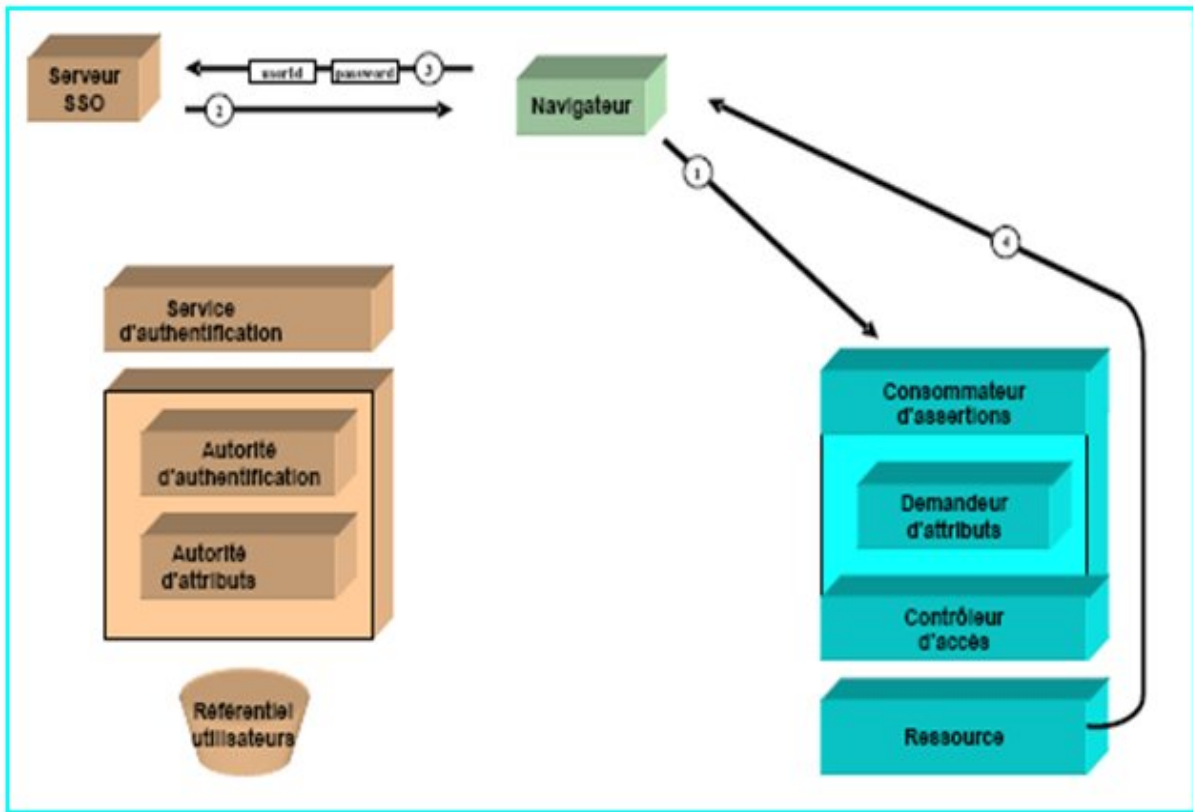 Serveur
SSO
userId
password
3
2
Navigateur
1
4
Service
d'authentification
Autorité
d'authentification
Autorité
d'attributs
Référentiel
utilisateurs
Consommateur
d'assertions
Demandeur
d'attributs
Contrôleur
d'accès
Ressource